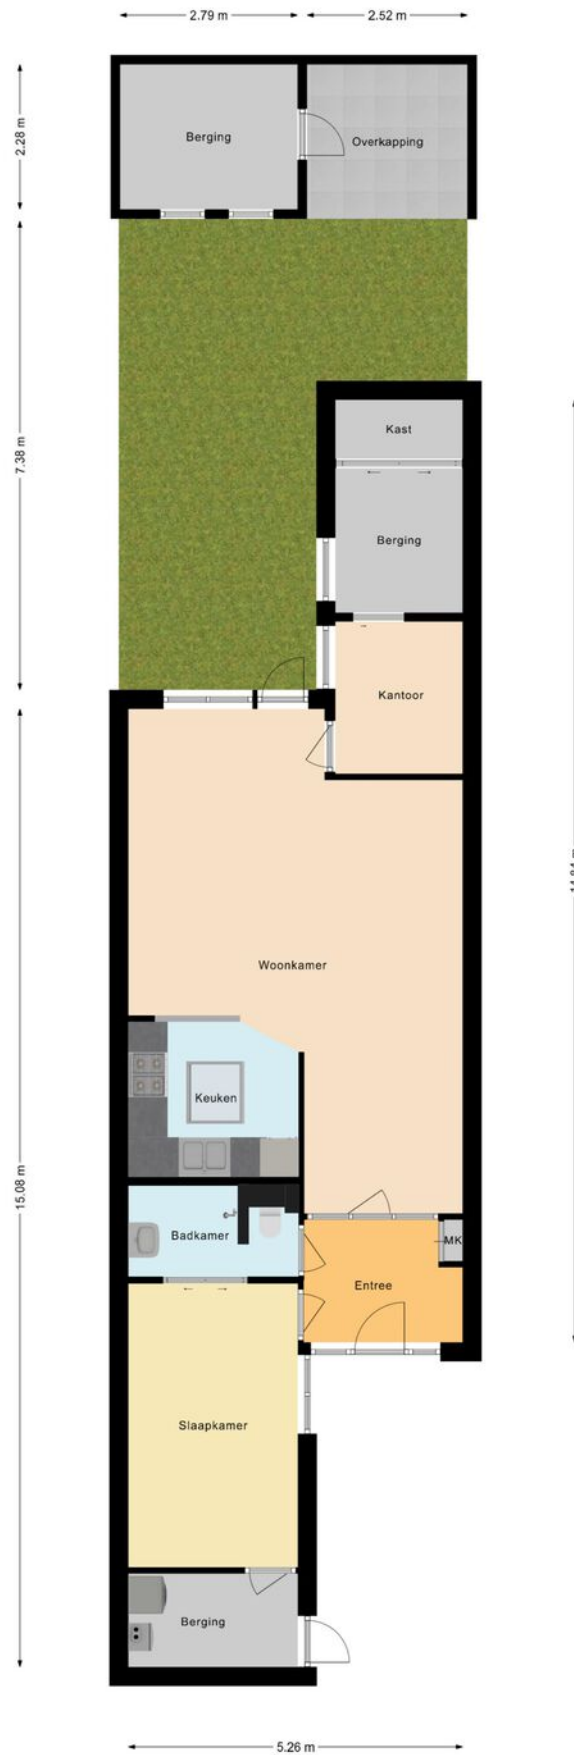 2.79 m
2.52 m
2.28 m
Berging
Overkapping
7.38 m
Kast
Berging
Kantoor
Woonkamer
Keuken
15.08 m
Badkamer
MK
Entree
Slaapkamer
Berging
5.26 m